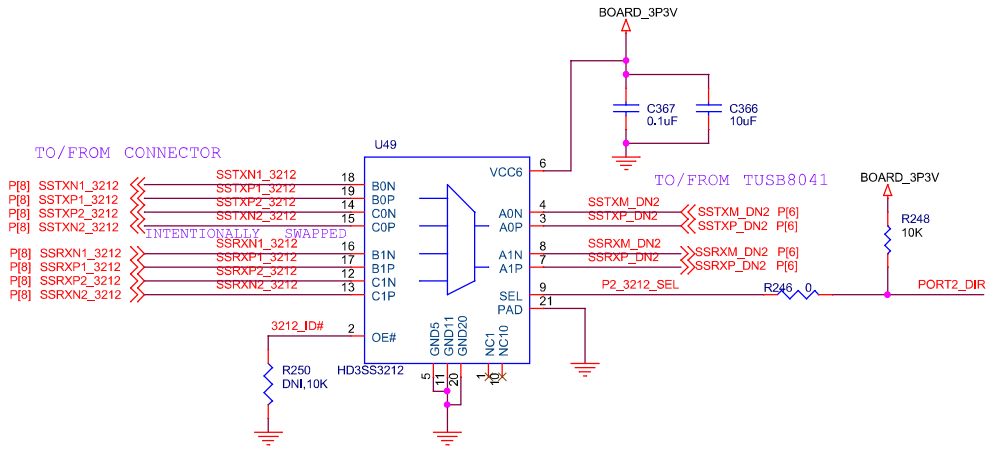 BOARD_3P3V
C367
0.1uF
C366
10uF
U49
TO/FROM CONNECTOR
6
VCC6
TO/FROM TUSB8041
BOARD_3P3V
P[8] SSTXN1_3212 SSTXN1_3212 18 B0N
P[8] SSTXP1_3212 SSTXP1_3212 19 B0P
P[8] SSTXP2_3212 SSTXP2_3212 14 C0N
P[8] SSTXN2_3212 SSTXN2_3212 15 C0P
A0N 4 SSTXM_DN2 SSTXM_DN2 P[6]
A0P 3 SSTXP_DN2 SSTXP_DN2 P[6]
R248
10K
INTENTIONALLY SWAPPED
P[8] SSRXN1_3212 SSRXN1_3212 16 B1N
P[8] SSRXP1_3212 SSRXP1_3212 17 B1P
P[8] SSRXP2_3212 SSRXP2_3212 12 C1N
P[8] SSRXN2_3212 SSRXN2_3212 13 C1P
A1N 8 SSRXM_DN2 SSRXM_DN2 P[6]
A1P 7 SSRXP_DN2 SSRXP_DN2 P[6]
SEL 9 P2_3212_SEL R246 0 PORT2_DIR
PAD 21
3212_ID# 2 OE#
GND5 GND11 GND20 NC1 NC10
R250
DNI,10K
HD3SS3212
5 11 20 1 10